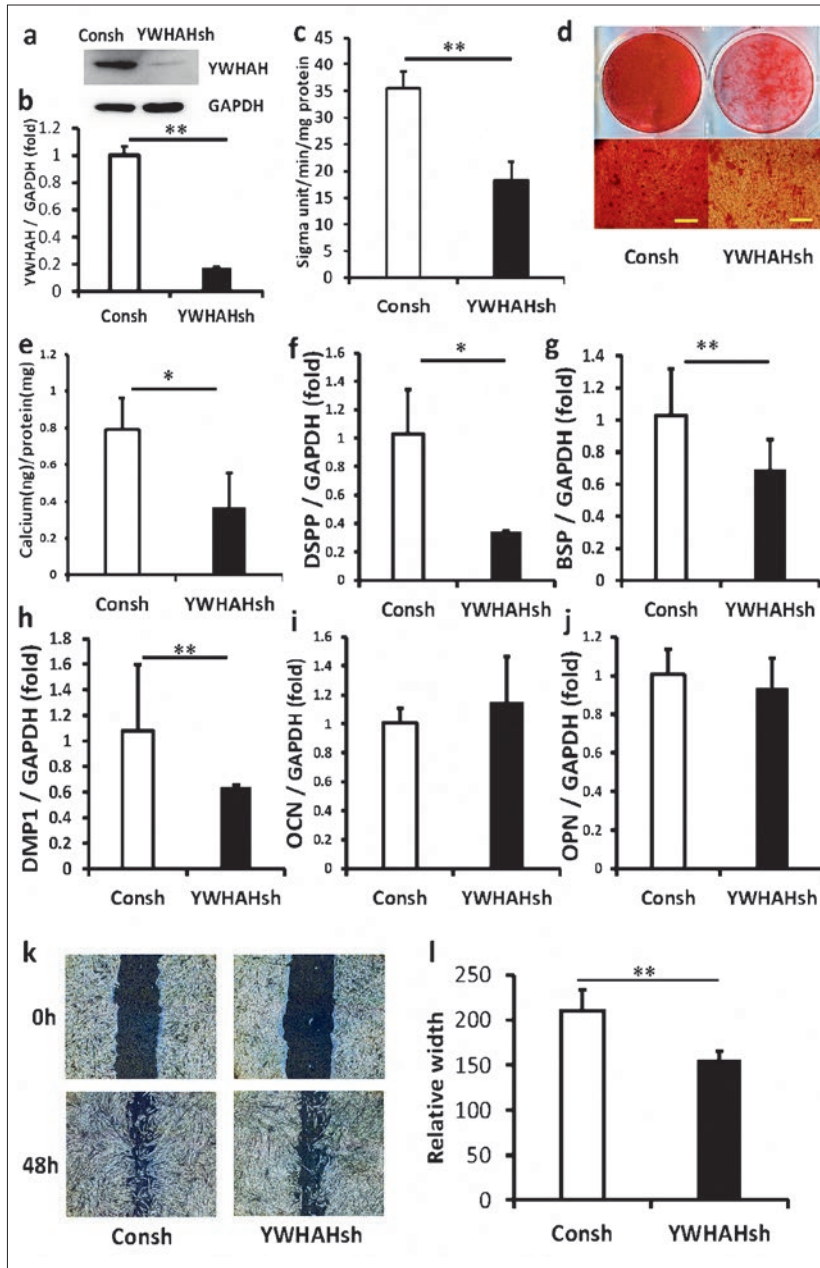 a
Consh YWHAHsh
YWHAH
GAPDH
b
YWHAH / GAPDH (fold)
1.2
1
0.8
0.6
0.4
0.2
0
**
Consh YWHAHsh
c
Sigma unit/min/mg protein
45
40
35
30
25
20
15
10
5
0
**
Consh YWHAHsh
d
Consh YWHAHsh
e
Calcium(ng)/protein(mg)
1.2
1
0.8
0.6
0.4
0.2
0
*
Consh YWHAHsh
f
DSPP / GAPDH (fold)
1.6
1.4
1.2
1
0.8
0.6
0.4
0.2
0
*
Consh YWHAHsh
g
BSP / GAPDH (fold)
1.4
1.2
1
0.8
0.6
0.4
0.2
0
**
Consh YWHAHsh
h
DMP1 / GAPDH (fold)
1.8
1.6
1.4
1.2
1
0.8
0.6
0.4
0.2
0
**
Consh YWHAHsh
i
OCN / GAPDH (fold)
1.6
1.4
1.2
1
0.8
0.6
0.4
0.2
0
Consh YWHAHsh
j
OPN / GAPDH (fold)
1.2
1
0.8
0.6
0.4
0.2
0
Consh YWHAHsh
k
0h
48h
Consh YWHAHsh
l
Relative width
250
200
150
100
50
0
**
Consh YWHAHsh